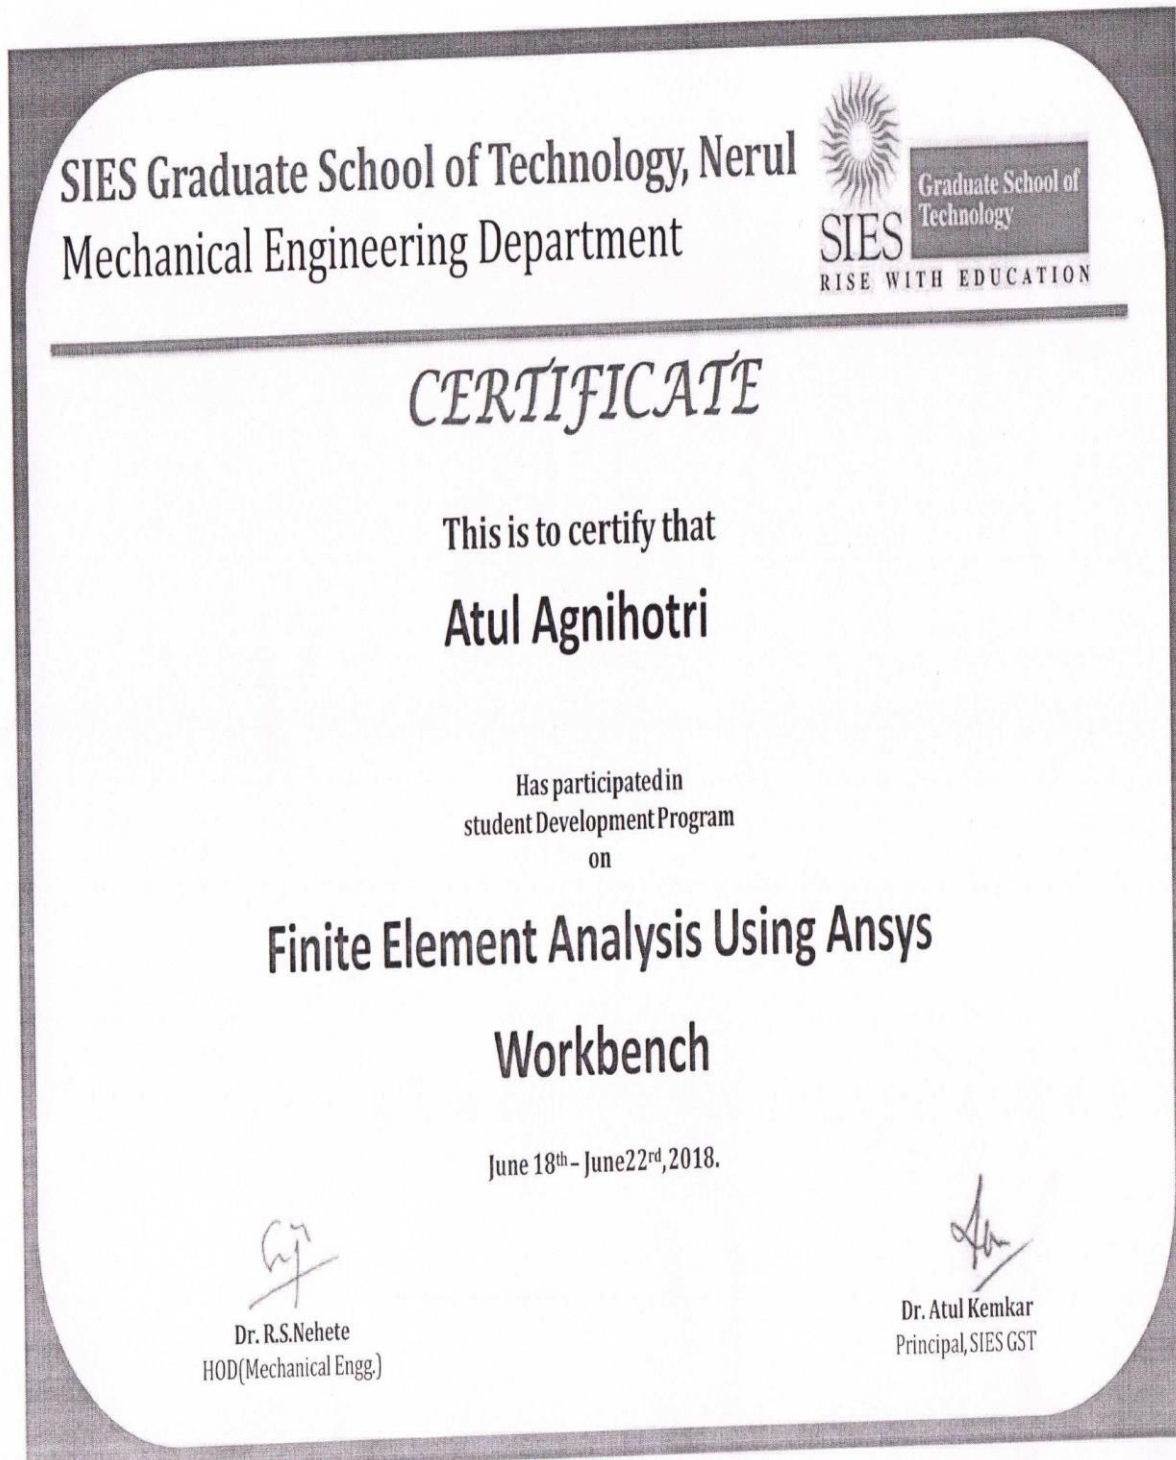 SIES Graduate School of Technology, Nerul
Mechanical Engineering Department
Graduate School of
Technology
SIES
RISE WITH EDUCATION
CERTIFICATE
This is to certify that
Atul Agnihotri
Has participated in
student Development Program
on
Finite Element Analysis Using Ansys
Workbench
June 18th – June22rd,2018.
Dr. R.S.Nehete
HOD(Mechanical Engg.)
Dr. Atul Kemkar
Principal, SIES GST